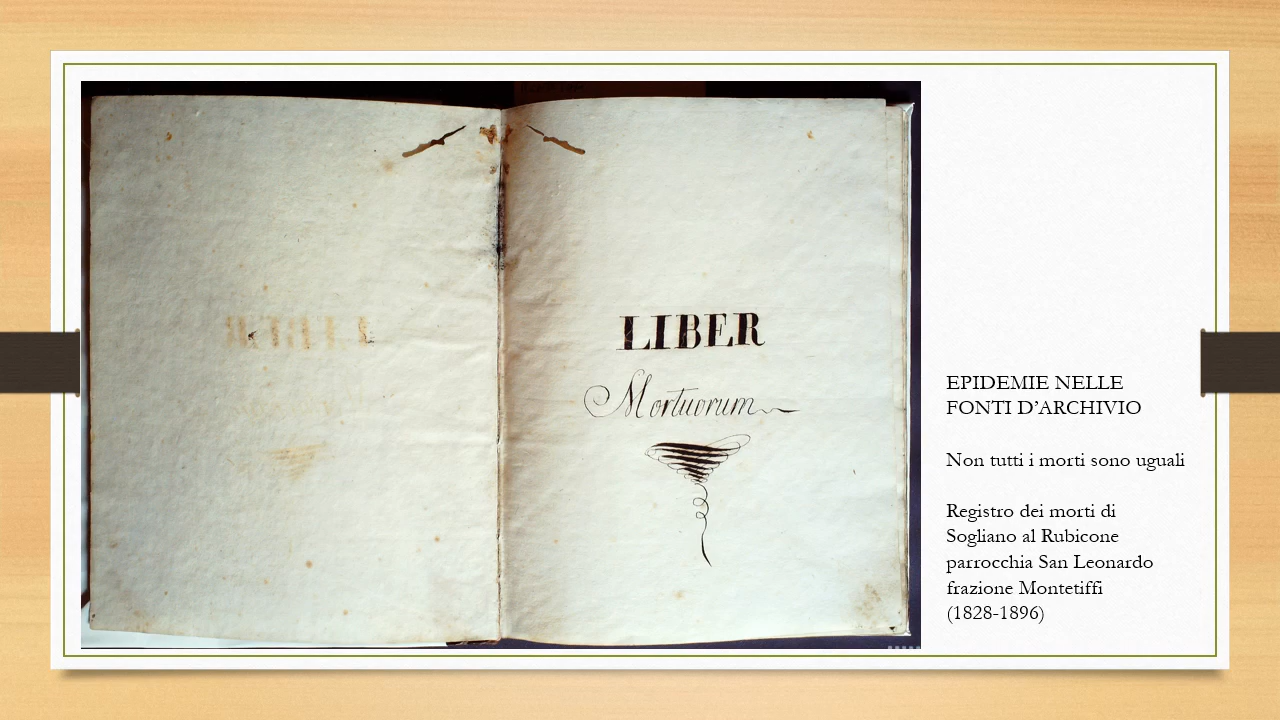 LIBER
Mortuorum
EPIDEMIE NELLE
FONTI D’ARCHIVIO
Non tutti i morti sono uguali
Registro dei morti di
Sogliano al Rubicone
parrocchia San Leonardo
frazione Montetiffi
(1828-1896)